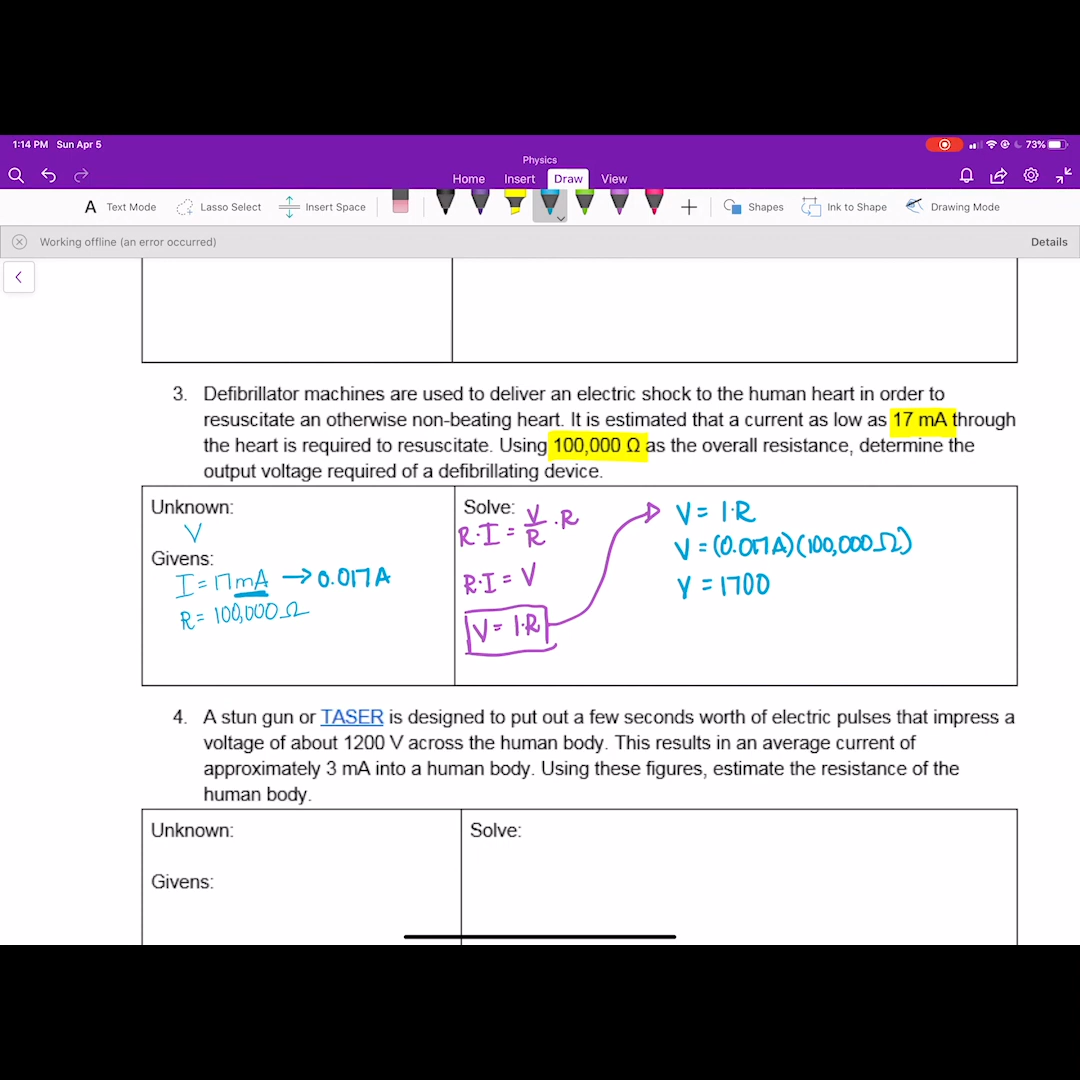 1:14 PM Sun Apr 5
73%
Physics
Home Insert Draw View
A Text Mode Lasso Select Insert Space Shapes Ink to Shape Drawing Mode
Working offline (an error occurred) Details
3. Defibrillator machines are used to deliver an electric shock to the human heart in order to
resuscitate an otherwise non-beating heart. It is estimated that a current as low as 17 mA through
the heart is required to resuscitate. Using 100,000 Ω as the overall resistance, determine the
output voltage required of a defibrillating device.
Unknown:
V
Givens:
I = 17 mA → 0.017 A
R = 100,000 Ω
Solve:
R·I = V/R · R
R·I = V
V = I·R
V = I·R
V = (0.017A)(100,000Ω)
V = 1700
4. A stun gun or TASER is designed to put out a few seconds worth of electric pulses that impress a
voltage of about 1200 V across the human body. This results in an average current of
approximately 3 mA into a human body. Using these figures, estimate the resistance of the
human body.
Unknown:
Givens:
Solve: